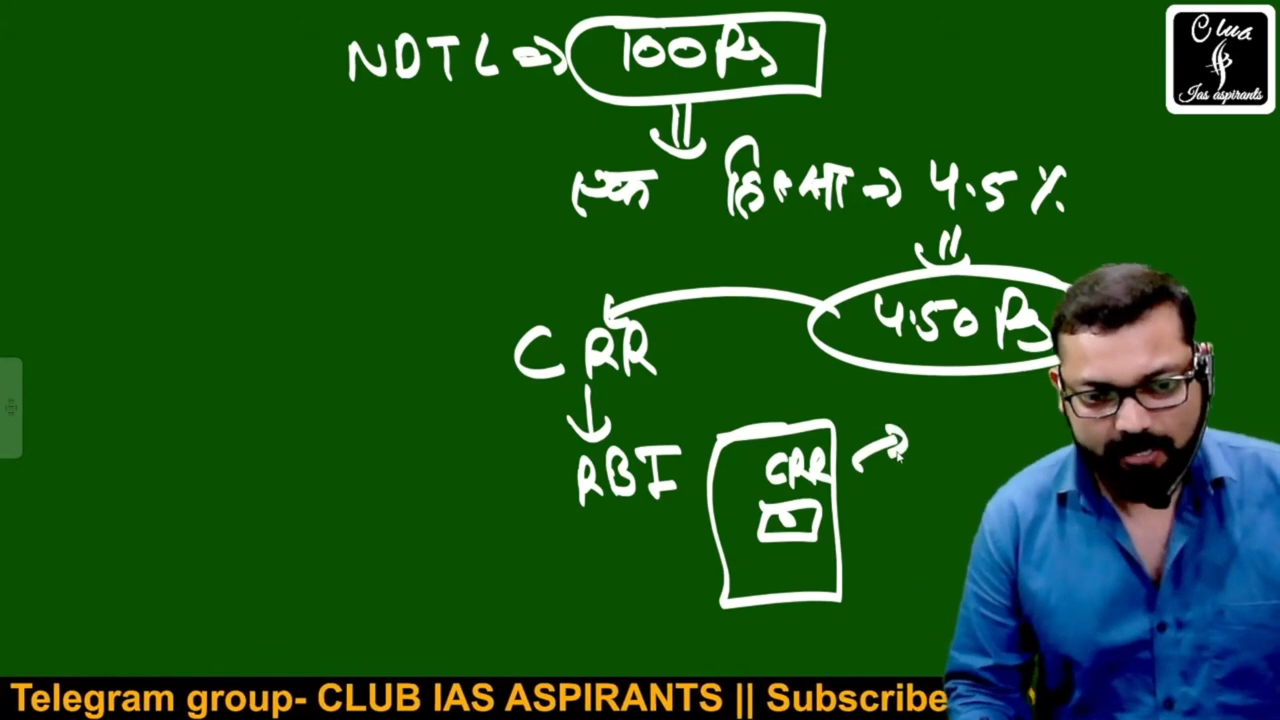 Club
Ias aspirants
NDTL ⇒ 100 Rs
एक हिस्सा ⇒ 4.5 %
4.50 Rs
CRR
RBI
CRR
Telegram group- CLUB IAS ASPIRANTS || Subscribe